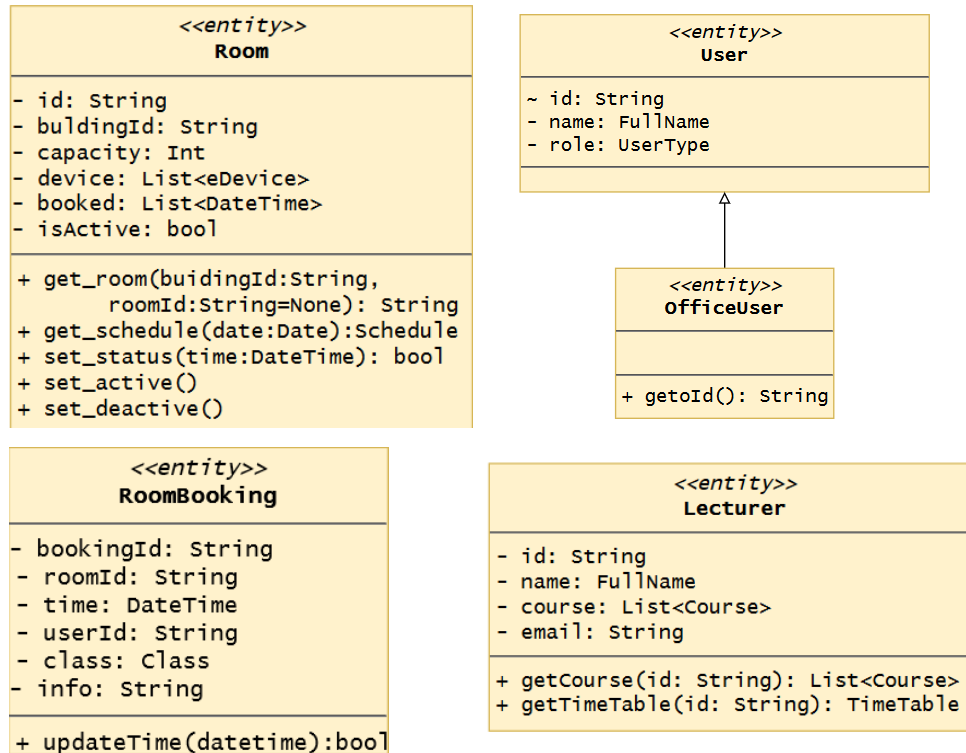 <<entity>>
Room
- id: String
- buldingId: String
- capacity: Int
- device: List<eDevice>
- booked: List<DateTime>
- isActive: bool
+ get_room(buidingId:String,
roomId:String=None): String
+ get_schedule(date:Date):Schedule
+ set_status(time:DateTime): bool
+ set_active()
+ set_deactive()
<<entity>>
User
~ id: String
- name: FullName
- role: UserType
<<entity>>
OfficeUser
+ getoId(): String
<<entity>>
RoomBooking
- bookingId: String
- roomId: String
- time: DateTime
- userId: String
- class: Class
- info: String
+ updateTime(datetime):bool
<<entity>>
Lecturer
- id: String
- name: FullName
- course: List<Course>
- email: String
+ getCourse(id: String): List<Course>
+ getTimeTable(id: String): TimeTable